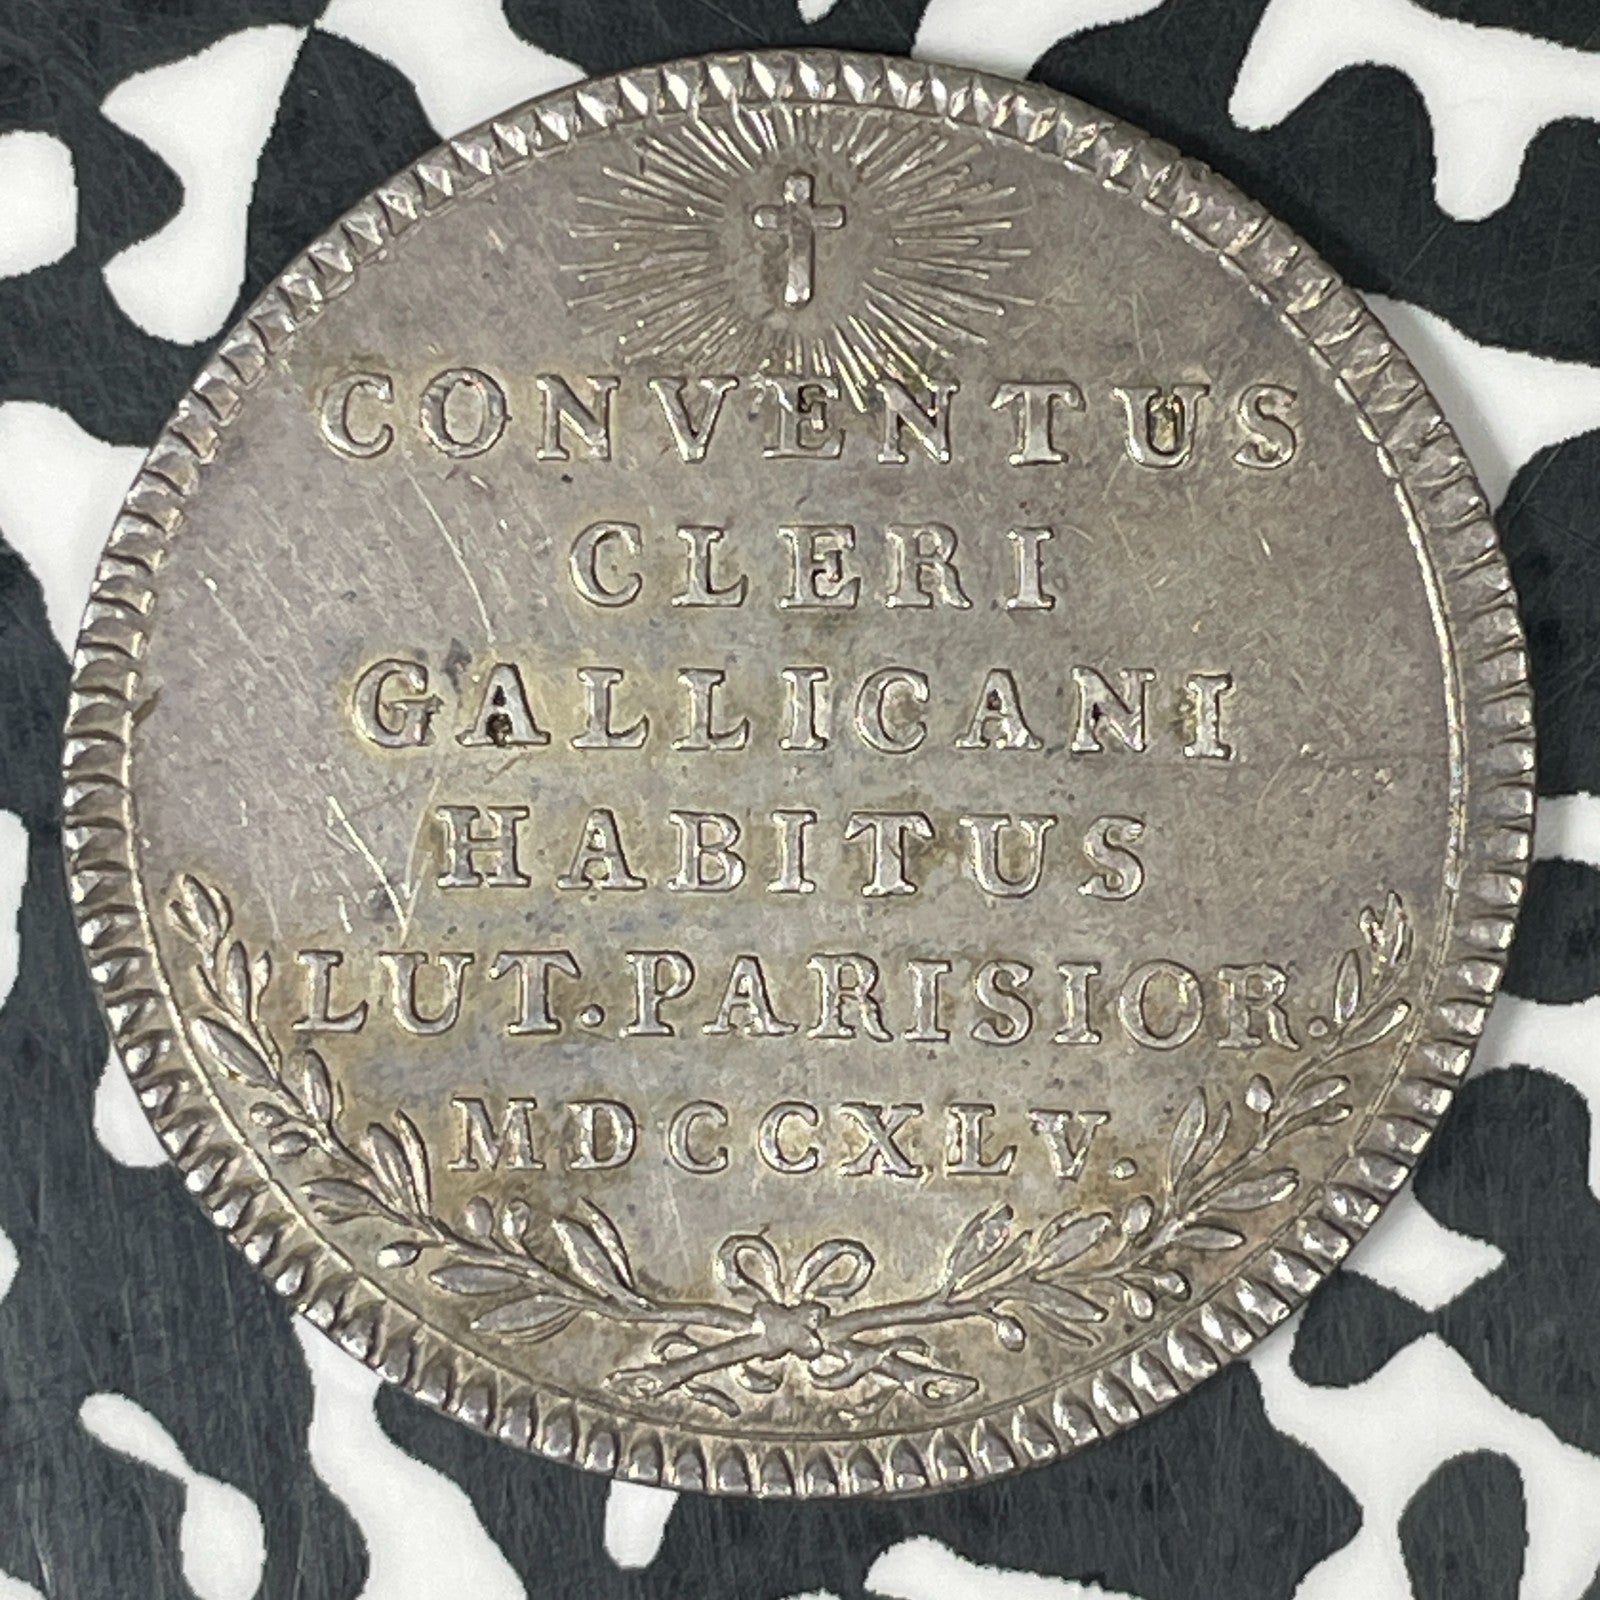 CONVENTUS
CLERI
GALLICANI
HABITUS
LUT.PARISIOR.
MDCCXLV.